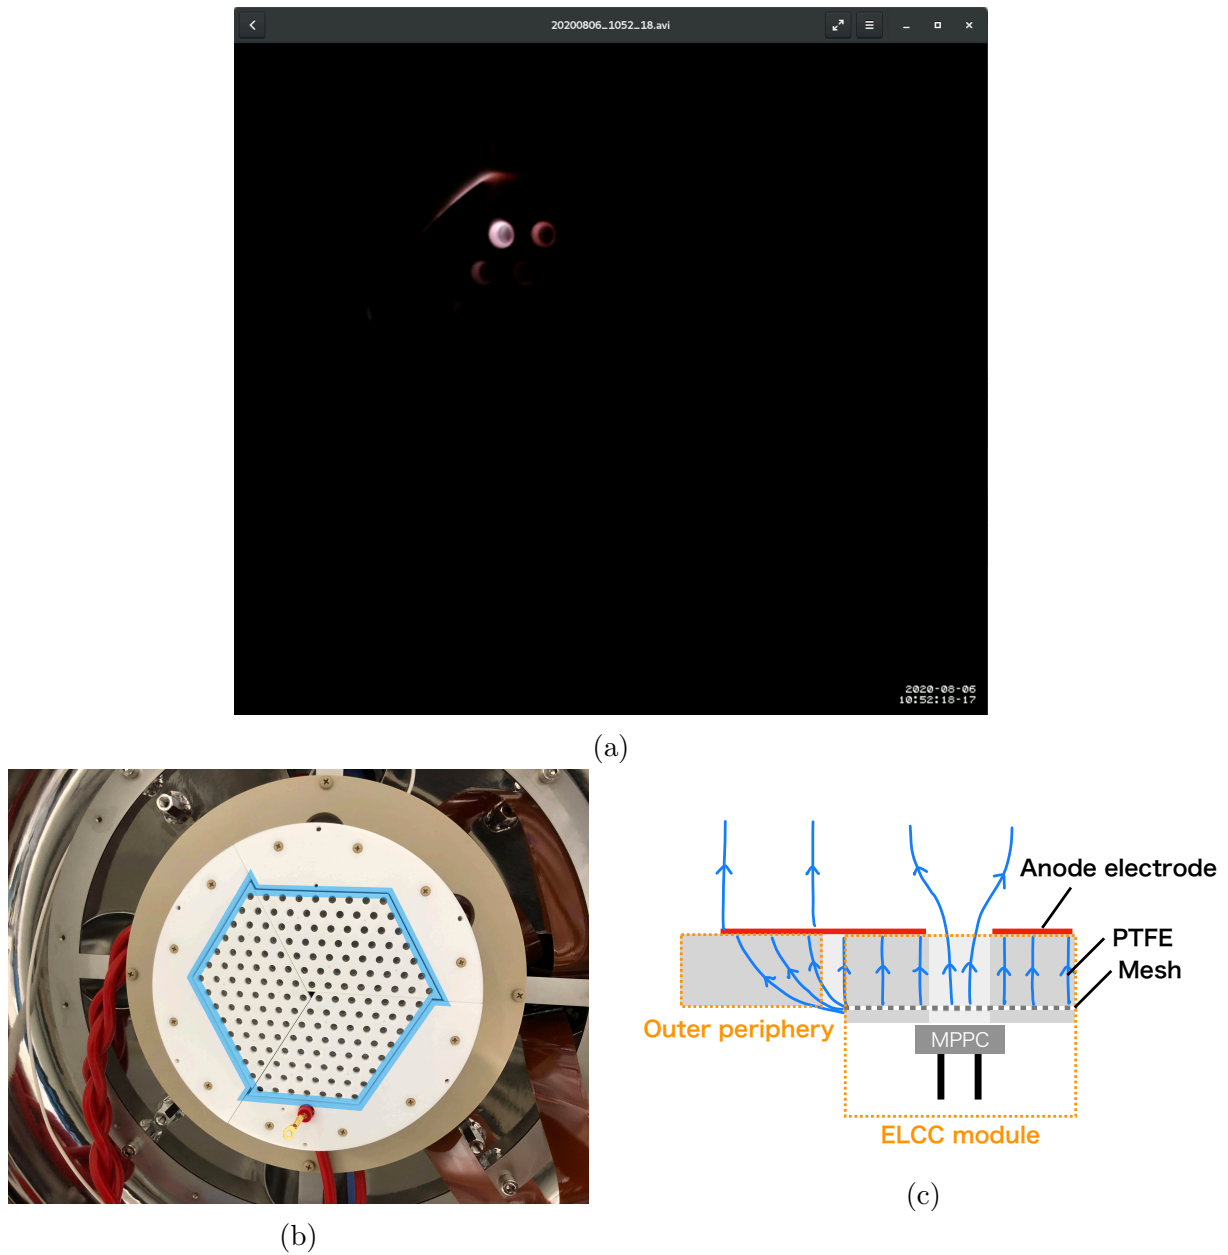 20200806_1052_18.avi
2020-08-06
10:52:18-17
(a)
Anode electrode
PTFE
Mesh
Outer periphery
MPPC
ELCC module
(b)
(c)